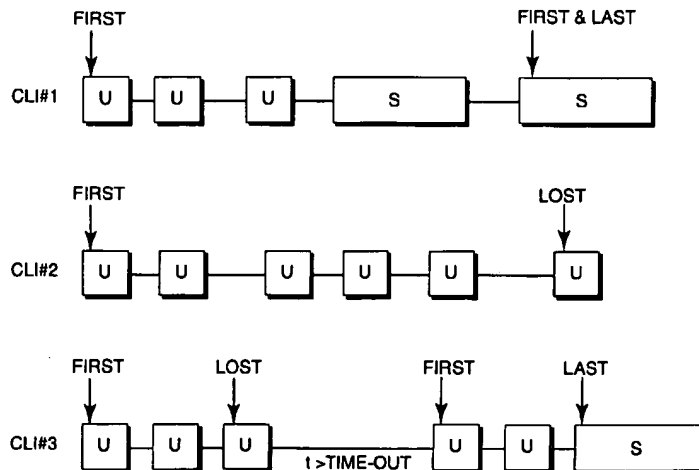 FIRST FIRST & LAST
CLI#1 U U U S S
FIRST LOST
CLI#2 U U U U U U
FIRST LOST FIRST LAST
CLI#3 U U U U U S
t >TIME-OUT